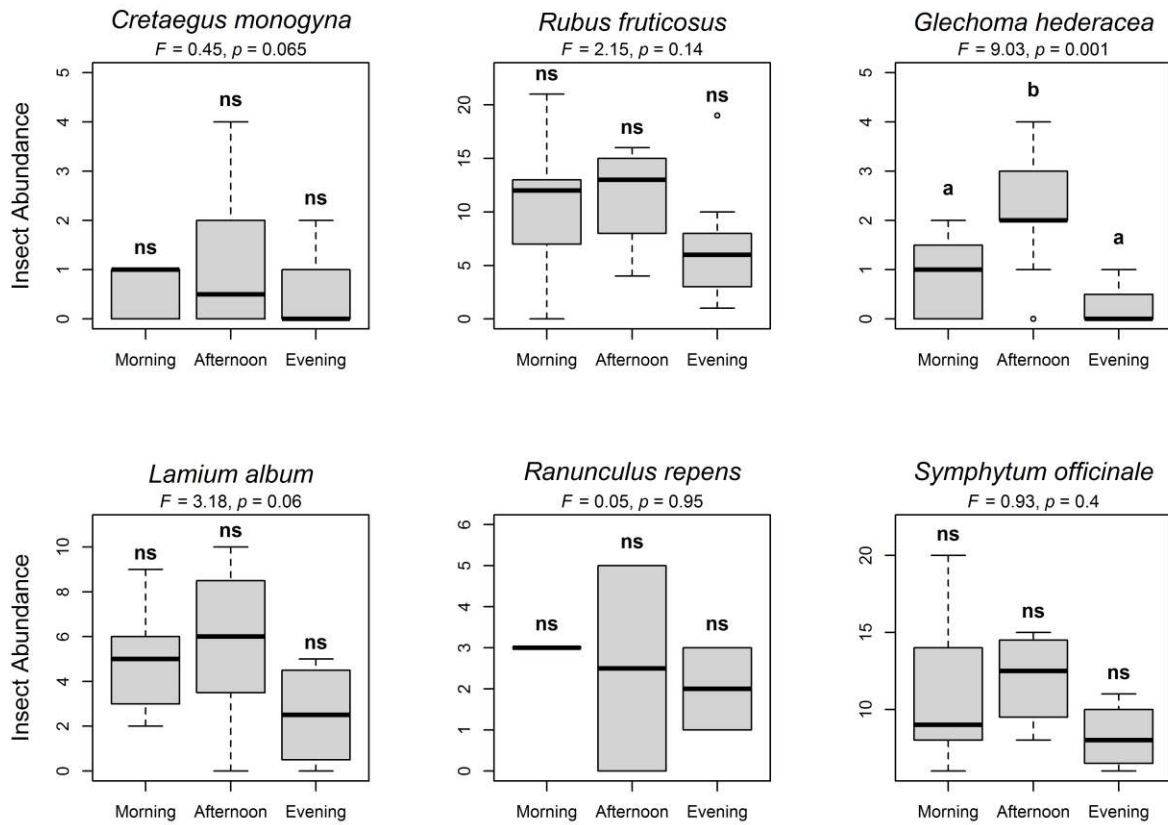 Cretaegus monogyna
F = 0.45, p = 0.065
Insect Abundance
5
4
3
2
1
0
ns
ns
ns
Morning Afternoon Evening
Rubus fruticosus
F = 2.15, p = 0.14
20
15
10
5
0
ns
ns
ns
Morning Afternoon Evening
Glechoma hederacea
F = 9.03, p = 0.001
5
4
3
2
1
0
a
b
a
Morning Afternoon Evening
Lamium album
F = 3.18, p = 0.06
Insect Abundance
10
8
6
4
2
0
ns
ns
ns
Morning Afternoon Evening
Ranunculus repens
F = 0.05, p = 0.95
6
5
4
3
2
1
0
ns
ns
ns
Morning Afternoon Evening
Symphytum officinale
F = 0.93, p = 0.4
20
15
10
ns
ns
ns
Morning Afternoon Evening